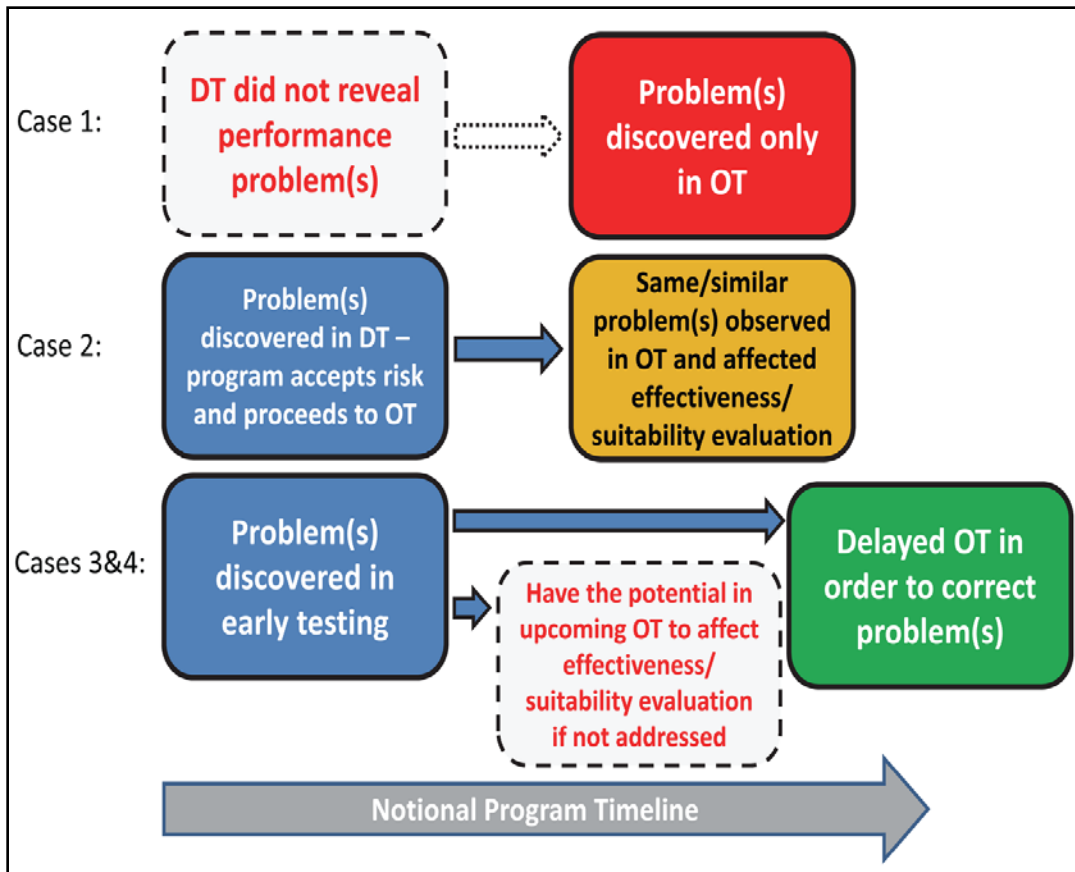 Case 1:
DT did not reveal
performance
problem(s)
Problem(s)
discovered only
in OT
Case 2:
Problem(s)
discovered in DT –
program accepts risk
and proceeds to OT
Same/similar
problem(s) observed
in OT and affected
effectiveness/
suitability evaluation
Cases 3&4:
Problem(s)
discovered in
early testing
Have the potential in
upcoming OT to affect
effectiveness/
suitability evaluation
if not addressed
Delayed OT in
order to correct
problem(s)
Notional Program Timeline